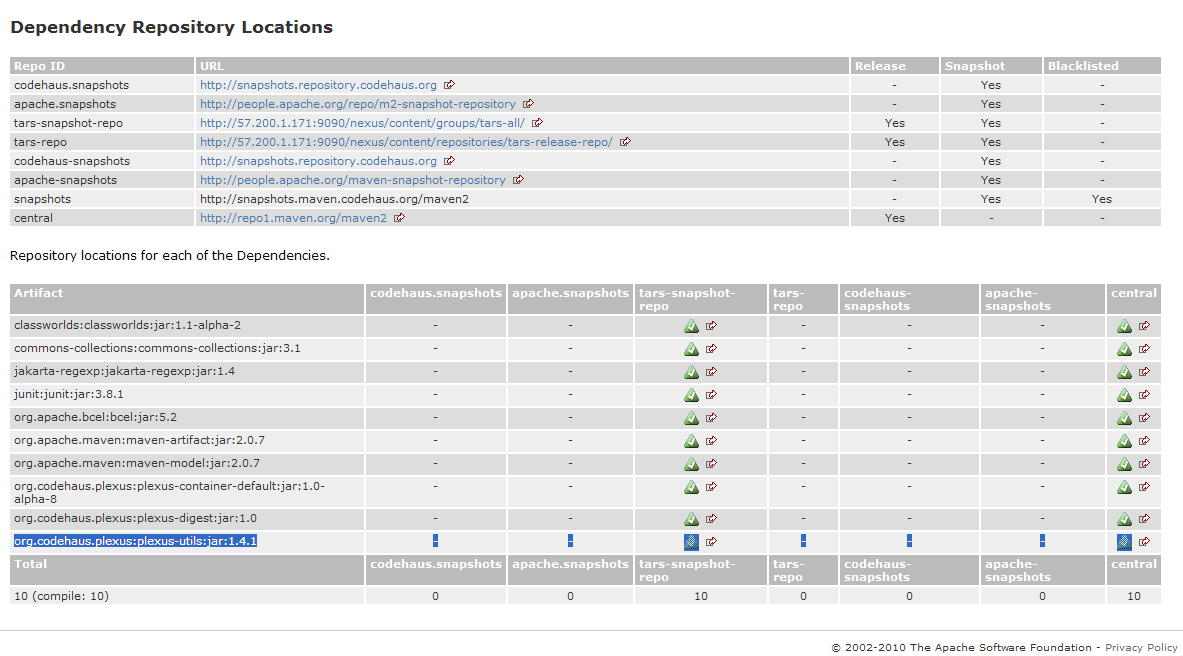 Dependency Repository Locations
Repo ID URL Release Snapshot Blacklisted
codehaus.snapshots http://snapshots.repository.codehaus.org - Yes -
apache.snapshots http://people.apache.org/repo/m2-snapshot-repository - Yes -
tars-snapshot-repo http://57.200.1.171:9090/nexus/content/groups/tars-all/ Yes Yes -
tars-repo http://57.200.1.171:9090/nexus/content/repositories/tars-release-repo/ Yes Yes -
codehaus-snapshots http://snapshots.repository.codehaus.org - Yes -
apache-snapshots http://people.apache.org/maven-snapshot-repository - Yes -
snapshots http://snapshots.maven.codehaus.org/maven2 - Yes Yes
central http://repo1.maven.org/maven2 Yes - -
Repository locations for each of the Dependencies.
Artifact codehaus.snapshots apache.snapshots tars-snapshot- tars- codehaus- apache- central
repo repo snapshots snapshots
classworlds:classworlds:jar:1.1-alpha-2 - - - - -
commons-collections:commons-collections:jar:3.1 - - - - -
jakarta-regexp:jakarta-regexp:jar:1.4 - - - - -
junit:junit:jar:3.8.1 - - - - -
org.apache.bcel:bcel:jar:5.2 - - - - -
org.apache.maven:maven-artifact:jar:2.0.7 - - - - -
org.apache.maven:maven-model:jar:2.0.7 - - - - -
org.codehaus.plexus:plexus-container-default:jar:1.0- - - - - -
alpha-8
org.codehaus.plexus:plexus-digest:jar:1.0 - - - - -
org.codehaus.plexus:plexus-utils:jar:1.4.1 - - - - -
Total codehaus.snapshots apache.snapshots tars-snapshot- tars- codehaus- apache- central
repo repo snapshots snapshots
10 (compile: 10) 0 0 10 0 0 0 10
© 2002-2010 The Apache Software Foundation - Privacy Policy